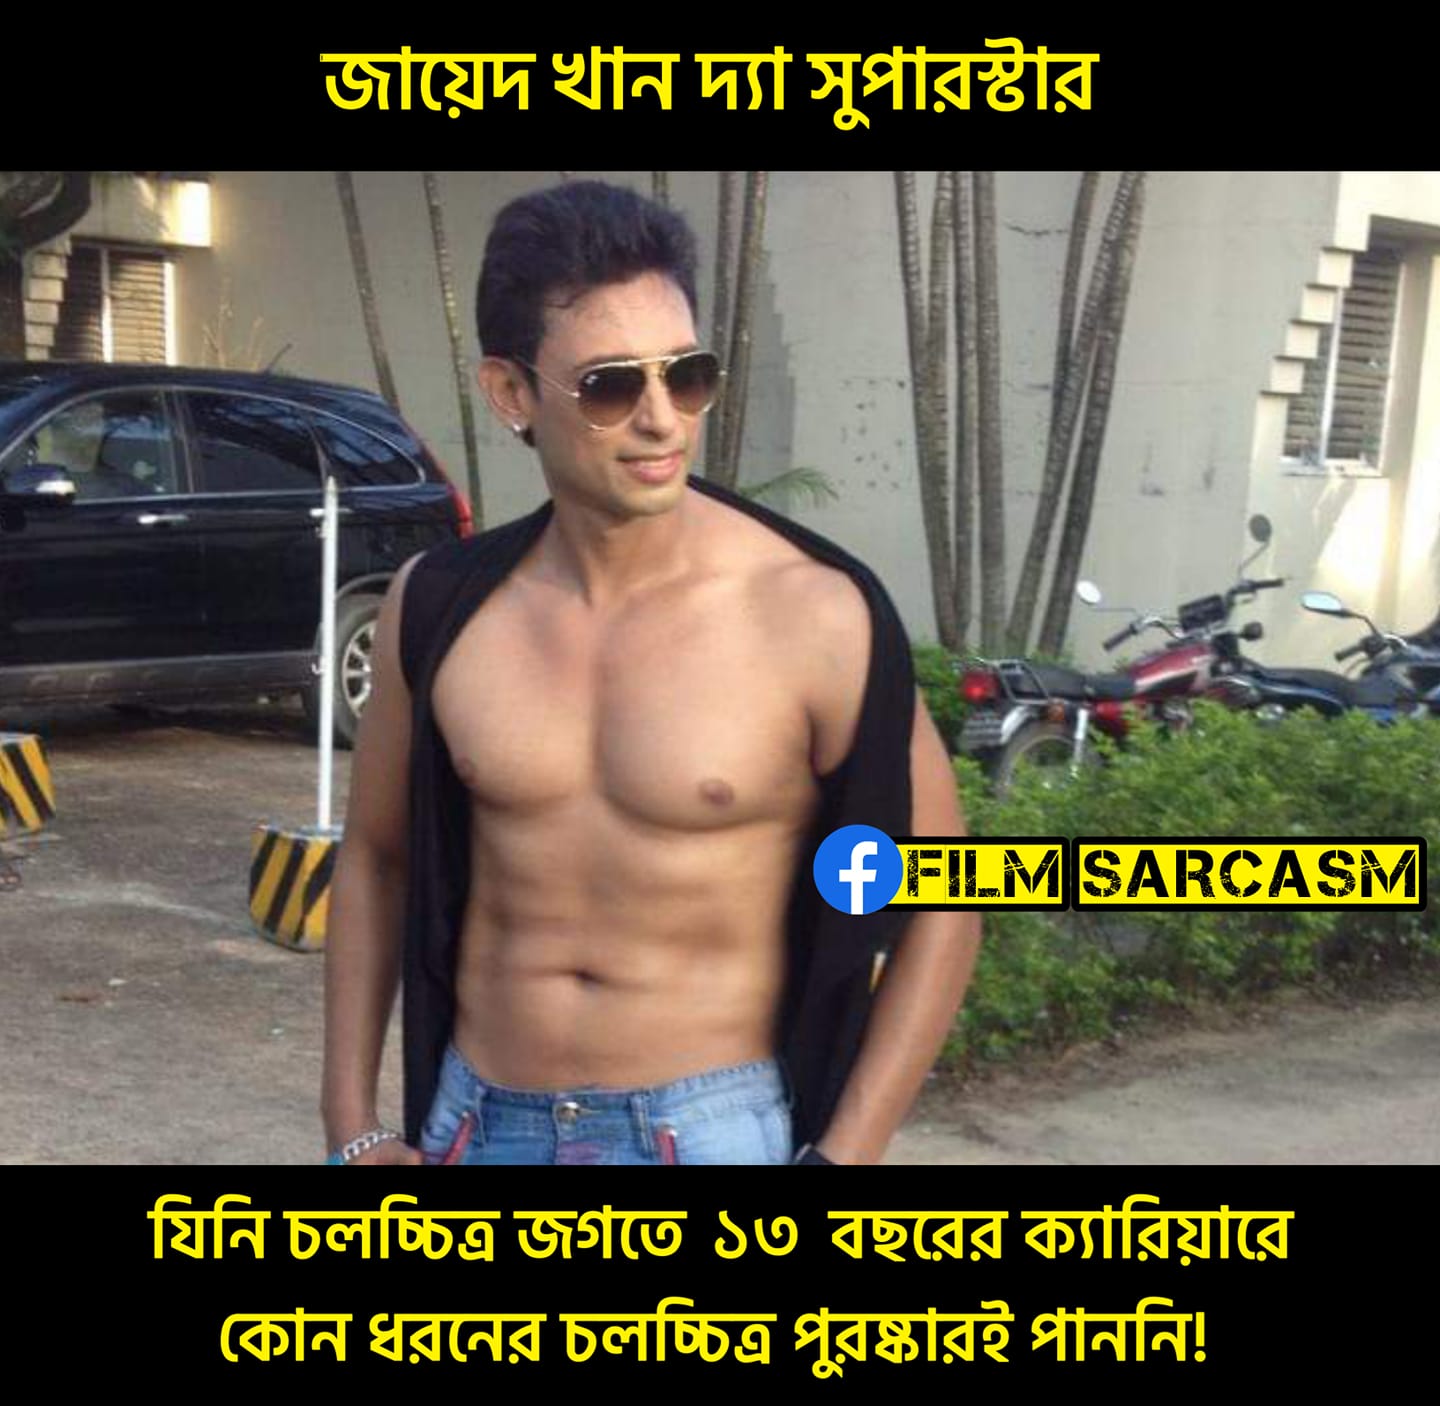 জায়েদ খান দ্যা সুপারস্টার
FILM SARCASM
যিনি চলচ্চিত্র জগতে ১৩ বছরের ক্যারিয়ারে
কোন ধরনের চলচ্চিত্র পুরষ্কারই পাননি!